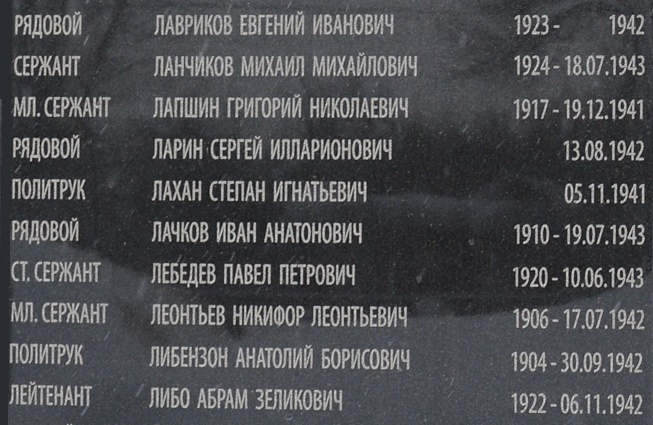 РЯДОВОЙ ЛАВРИКОВ ЕВГЕНИЙ ИВАНОВИЧ 1923 - 1942
СЕРЖАНТ ЛАНЧИКОВ МИХАИЛ МИХАЙЛОВИЧ 1924 - 18.07.1943
МЛ. СЕРЖАНТ ЛАПШИН ГРИГОРИЙ НИКОЛАЕВИЧ 1917 - 19.12.1941
РЯДОВОЙ ЛАРИН СЕРГЕЙ ИЛЛАРИОНОВИЧ 13.08.1942
ПОЛИТРУК ЛАХАН СТЕПАН ИГНАТЬЕВИЧ 05.11.1941
РЯДОВОЙ ЛАЧКОВ ИВАН АНАТОНОВИЧ 1910 - 19.07.1943
СТ. СЕРЖАНТ ЛЕБЕДЕВ ПАВЕЛ ПЕТРОВИЧ 1920 - 10.06.1943
МЛ. СЕРЖАНТ ЛЕОНТЬЕВ НИКИФОР ЛЕОНТЬЕВИЧ 1906 - 17.07.1942
ПОЛИТРУК ЛИБЕНЗОН АНАТОЛИЙ БОРИСОВИЧ 1904 - 30.09.1942
ЛЕЙТЕНАНТ ЛИБО АБРАМ ЗЕЛИКОВИЧ 1922 - 06.11.1942